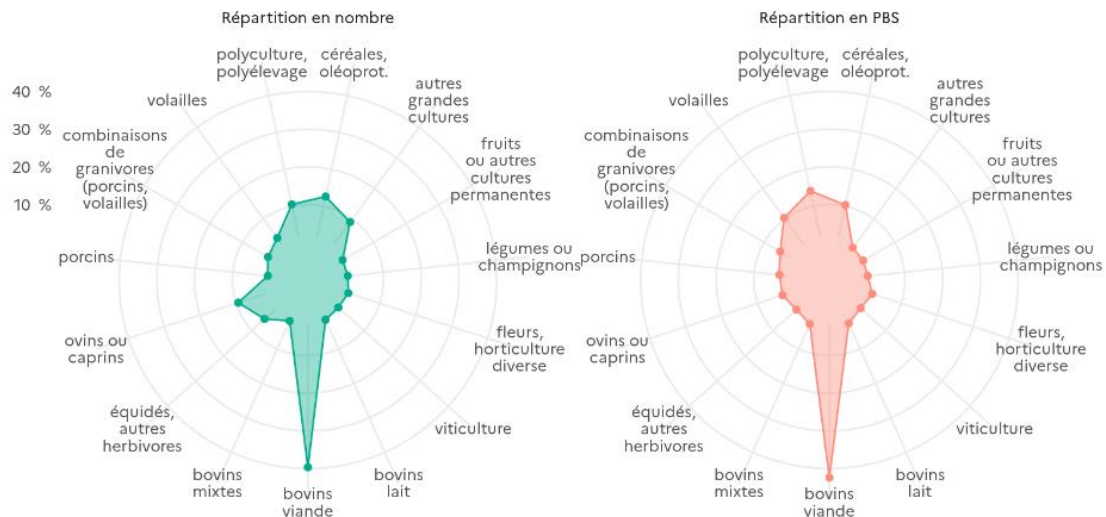 Répartition en nombre
polyculture,
polyélevage
céréales,
oléoprot.
autres
grandes
cultures
fruits
ou autres
cultures
permanentes
légumes ou
champignons
fleurs,
horticulture
diverse
viticulture
bovins
lait
bovins
viande
bovins
mixtes
équidés,
autres
herbivores
ovins ou
caprins
porcins
combinaisons
de
granivores
(porcins,
volailles)
volailles
40 %
30 %
20 %
10 %
Répartition en PBS
polyculture,
polyélevage
céréales,
oléoprot.
autres
grandes
cultures
fruits
ou autres
cultures
permanentes
légumes ou
champignons
fleurs,
horticulture
diverse
viticulture
bovins
lait
bovins
viande
bovins
mixtes
équidés,
autres
herbivores
ovins ou
caprins
porcins
combinaisons
de
granivores
(porcins,
volailles)
volailles